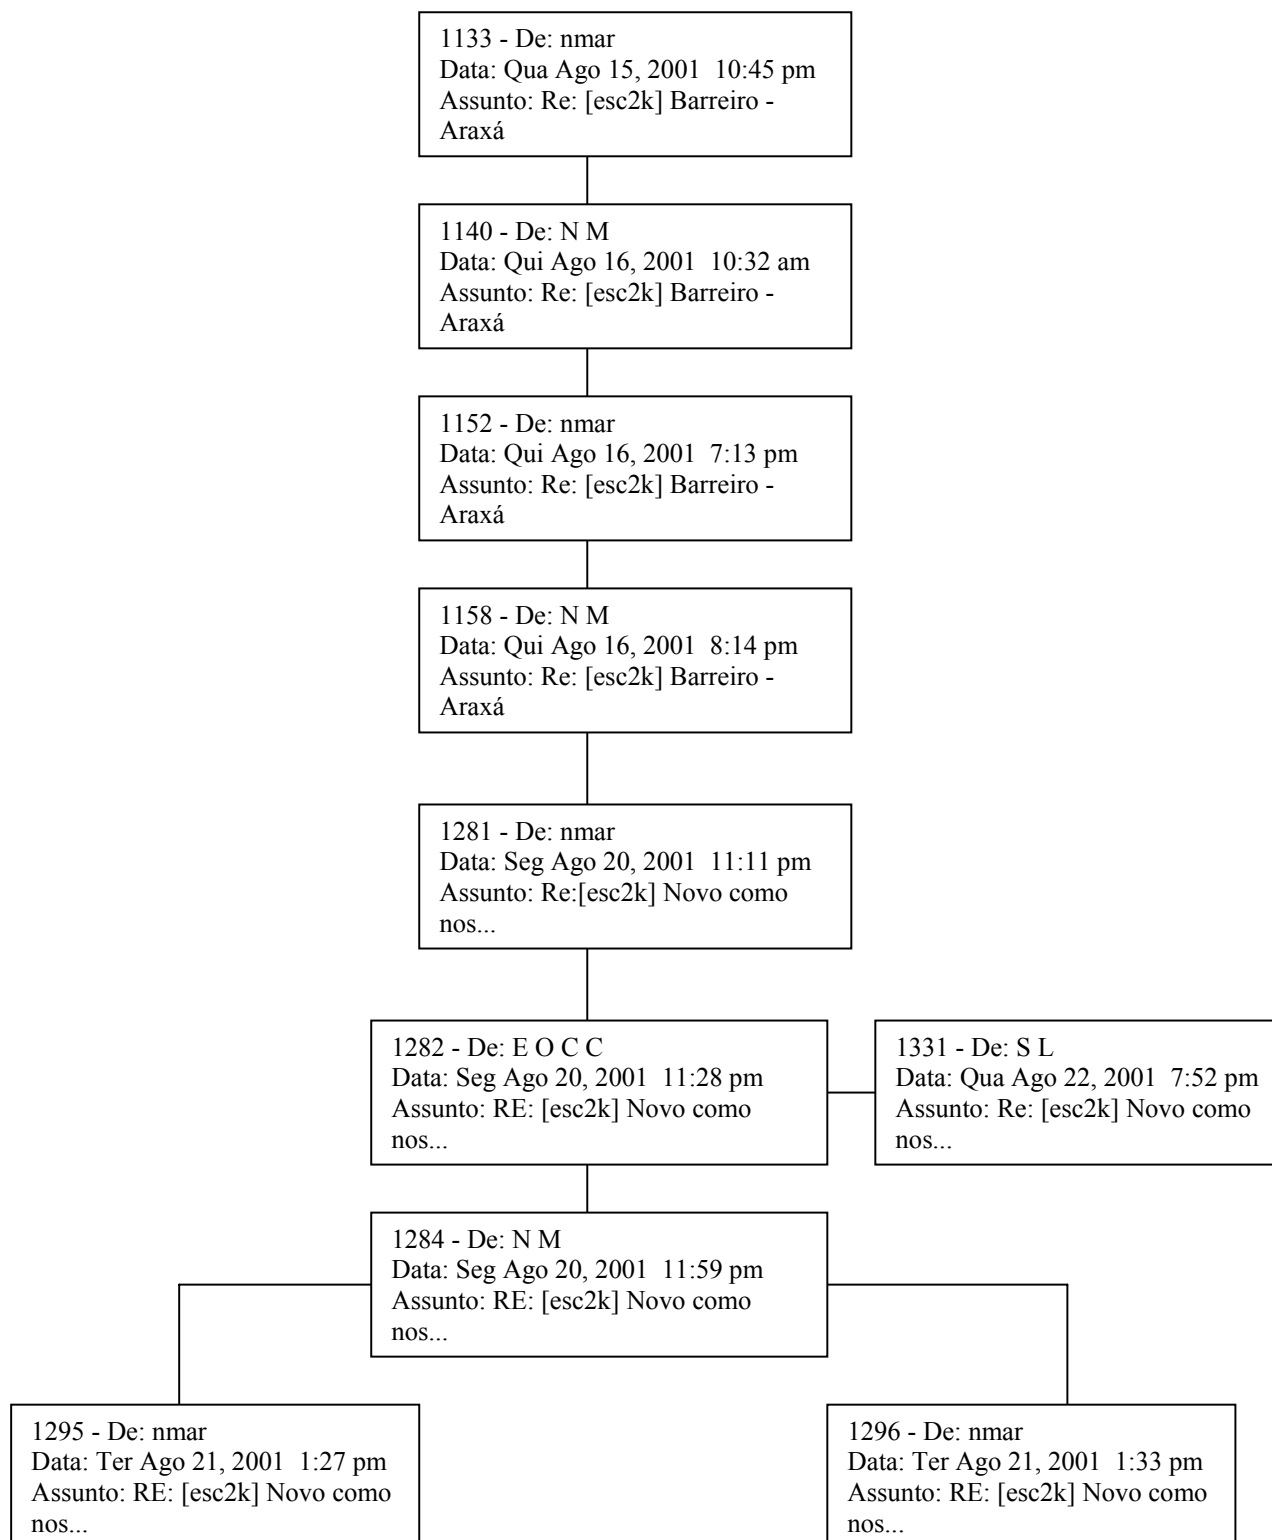 1133 - De: nmar
Data: Qua Ago 15, 2001  10:45 pm
Assunto: Re: [esc2k] Barreiro -
Araxá
1140 - De: N M
Data: Qui Ago 16, 2001  10:32 am
Assunto: Re: [esc2k] Barreiro -
Araxá
1152 - De: nmar
Data: Qui Ago 16, 2001  7:13 pm
Assunto: Re: [esc2k] Barreiro -
Araxá
1158 - De: N M
Data: Qui Ago 16, 2001  8:14 pm
Assunto: Re: [esc2k] Barreiro -
Araxá
1281 - De: nmar
Data: Seg Ago 20, 2001  11:11 pm
Assunto: Re:[esc2k] Novo como
nos...
1282 - De: E O C C
Data: Seg Ago 20, 2001  11:28 pm
Assunto: RE: [esc2k] Novo como
nos...
1331 - De: S L
Data: Qua Ago 22, 2001  7:52 pm
Assunto: Re: [esc2k] Novo como
nos...
1284 - De: N M
Data: Seg Ago 20, 2001  11:59 pm
Assunto: RE: [esc2k] Novo como
nos...
1295 - De: nmar
Data: Ter Ago 21, 2001  1:27 pm
Assunto: RE: [esc2k] Novo como
nos...
1296 - De: nmar
Data: Ter Ago 21, 2001  1:33 pm
Assunto: RE: [esc2k] Novo como
nos...